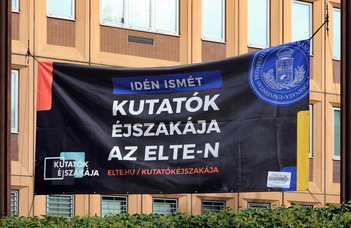 IDÉN ISMÉT
KUTATÓK
ÉJSZAKÁJA
AZ ELTE-N
KUTATÓK
ÉJSZAKÁJA
ELTE.HU/KUTATÓKÉJSZAKÁJA